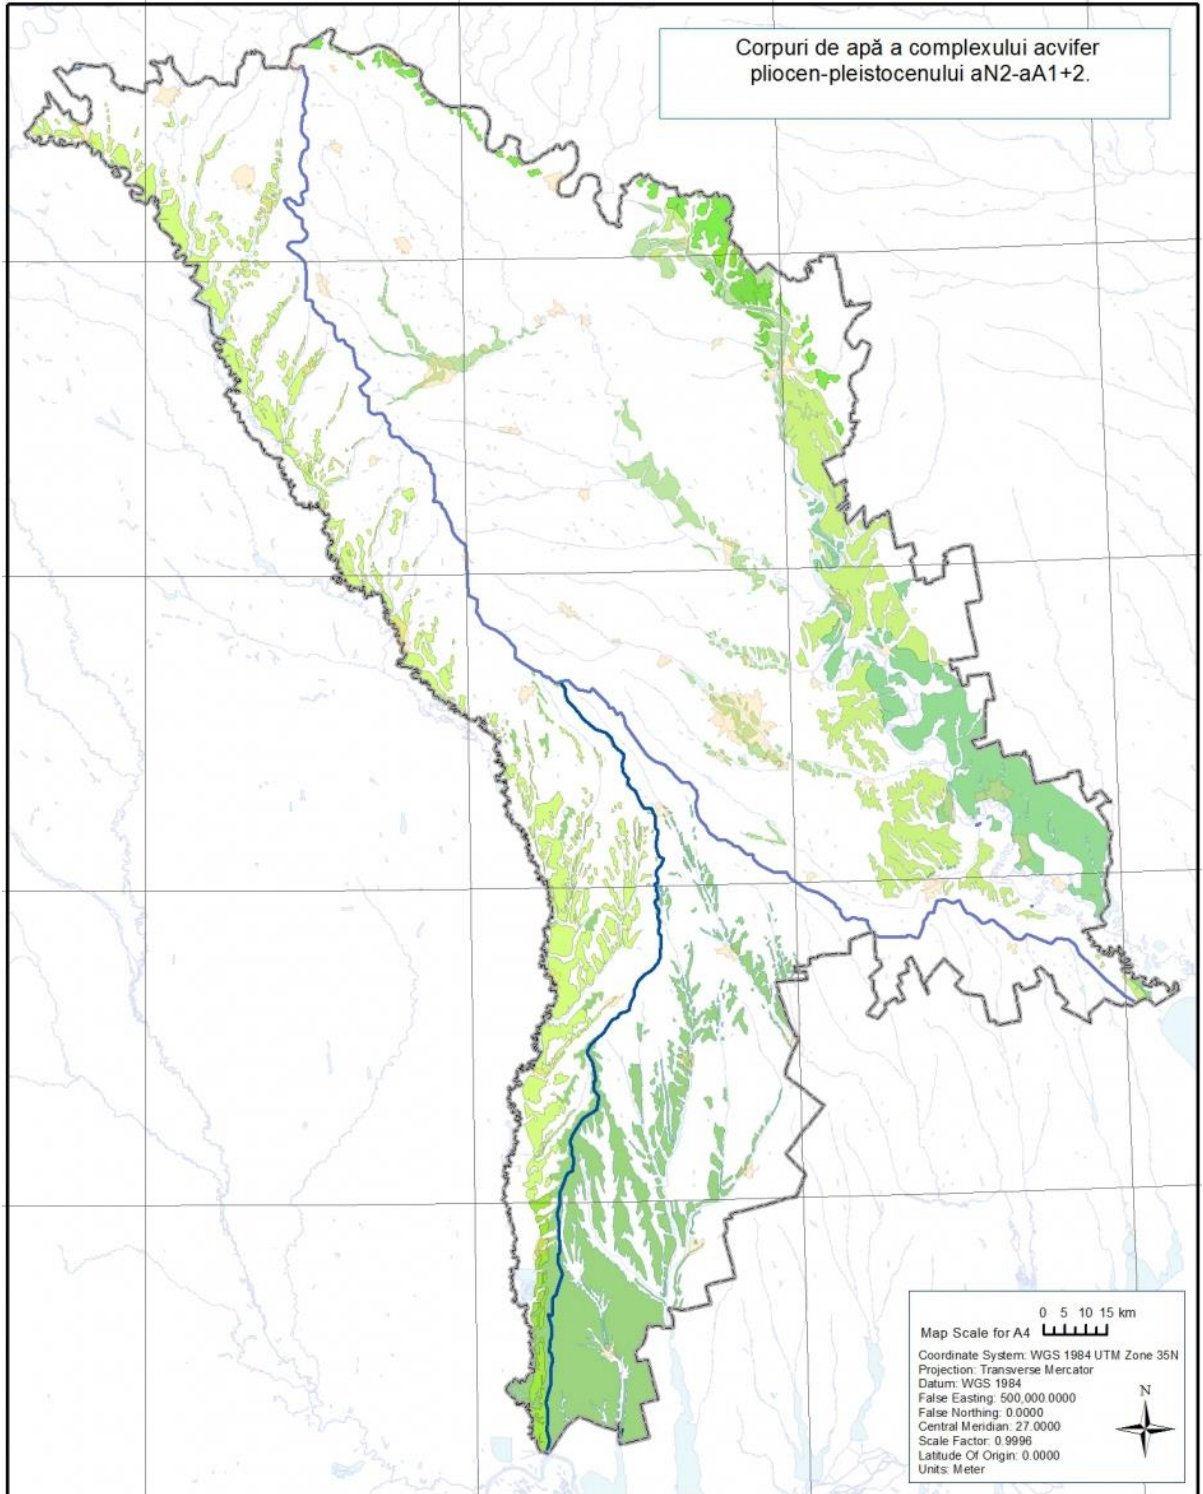 Corpuri de apă a complexului acvifer
pliocen-pleistocenului aN2-aA1+2.
0 5 10 15 km
Map Scale for A4
Coordinate System: WGS 1984 UTM Zone 35N
Projection: Transverse Mercator
Datum: WGS 1984
False Easting: 500,000.0000
False Northing: 0.0000
Central Meridian: 27.0000
Scale Factor: 0.9996
Latitude Of Origin: 0.0000
Units: Meter
N